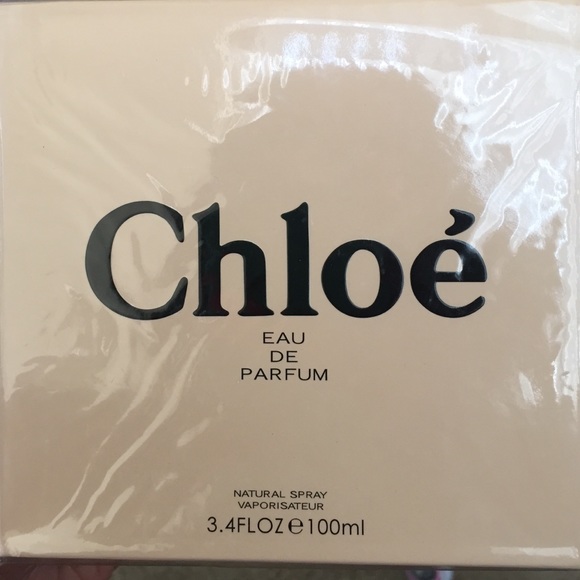 Chloé
EAU
DE
PARFUM
NATURAL SPRAY
VAPORISATEUR
3.4FLOZ℮100ml